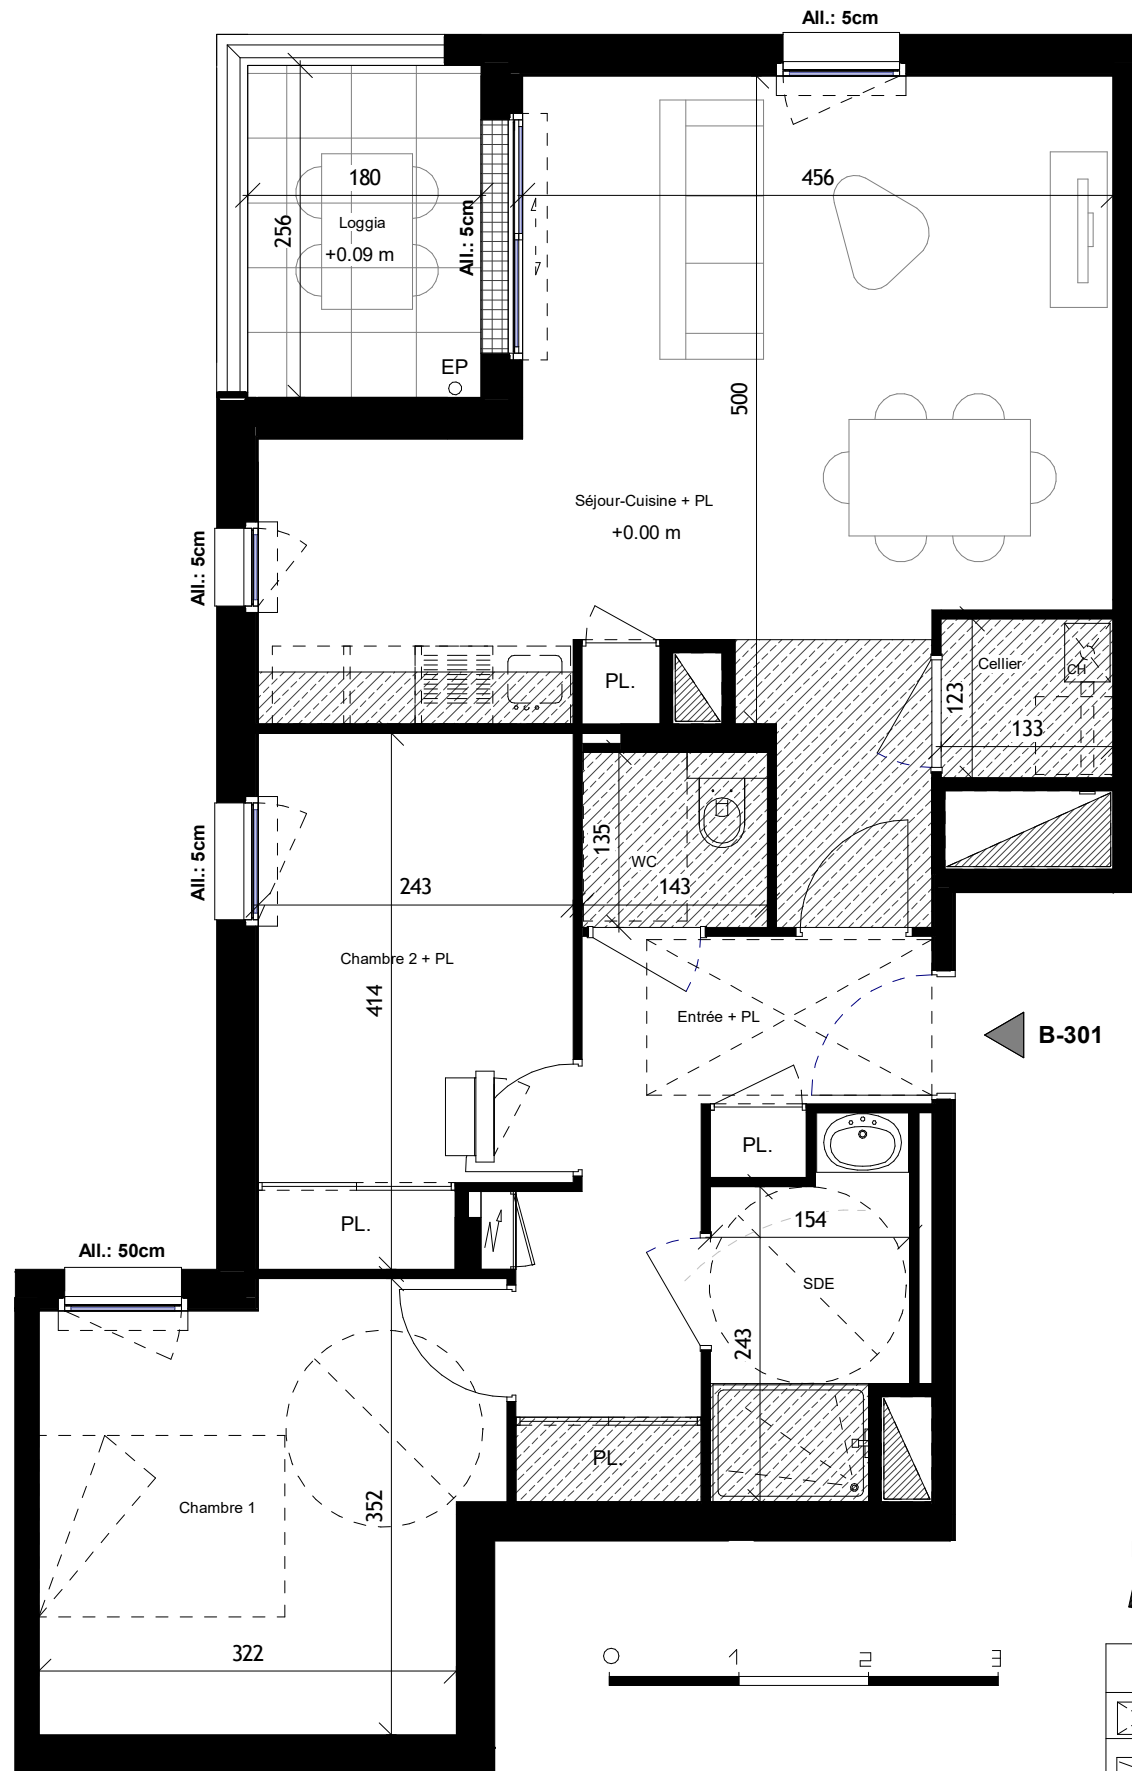 All.: 5cm
180
456
256
Loggia
+0.09 m
All.: 5cm
EP
500
Séjour-Cuisine + PL
+0.00 m
All.: 5cm
PL.
Cellier
CH
123
133
All.: 5cm
135
WC
143
243
Chambre 2 + PL
414
Entrée + PL
B-301
PL.
PL.
154
SDE
243
All.: 50cm
PL.
352
Chambre 1
322
0 1 2 3